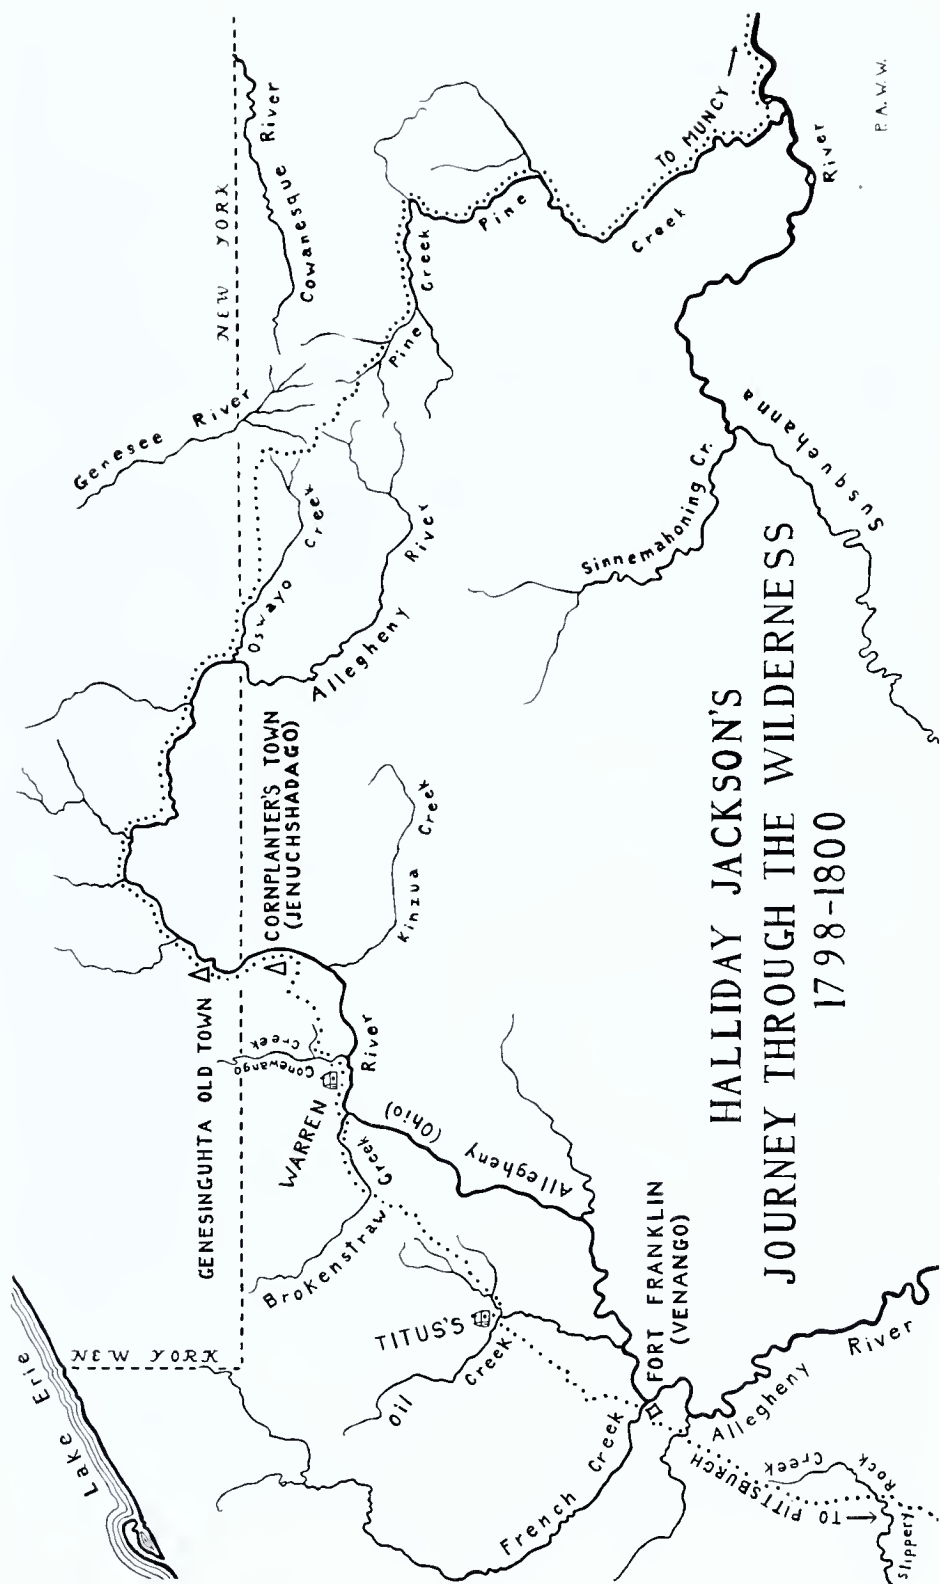 Lake Erie
NEW YORK
NEW YORK
Genesee River
Cowanesque River
GENESINGUHTA OLD TOWN
CORNPLANTER'S TOWN
(JENUCHSHADAGO)
Oswayo Creek
Allegheny River
Pine Creek
Pine Creek
TO MUNCY
River
Susquehanna
Sinnemahoning Cr.
Kinzua Creek
Conewango Creek
WARREN
River
Allegheny (Ohio)
Brokenstraw Creek
TITUS'S
Oil Creek
French Creek
FORT FRANKLIN
(VENANGO)
Allegheny River
TO PITTSBURGH
Slippery Rock Creek
HALLIDAY JACKSON'S
JOURNEY THROUGH THE WILDERNESS
1798-1800
P.A.W.W.